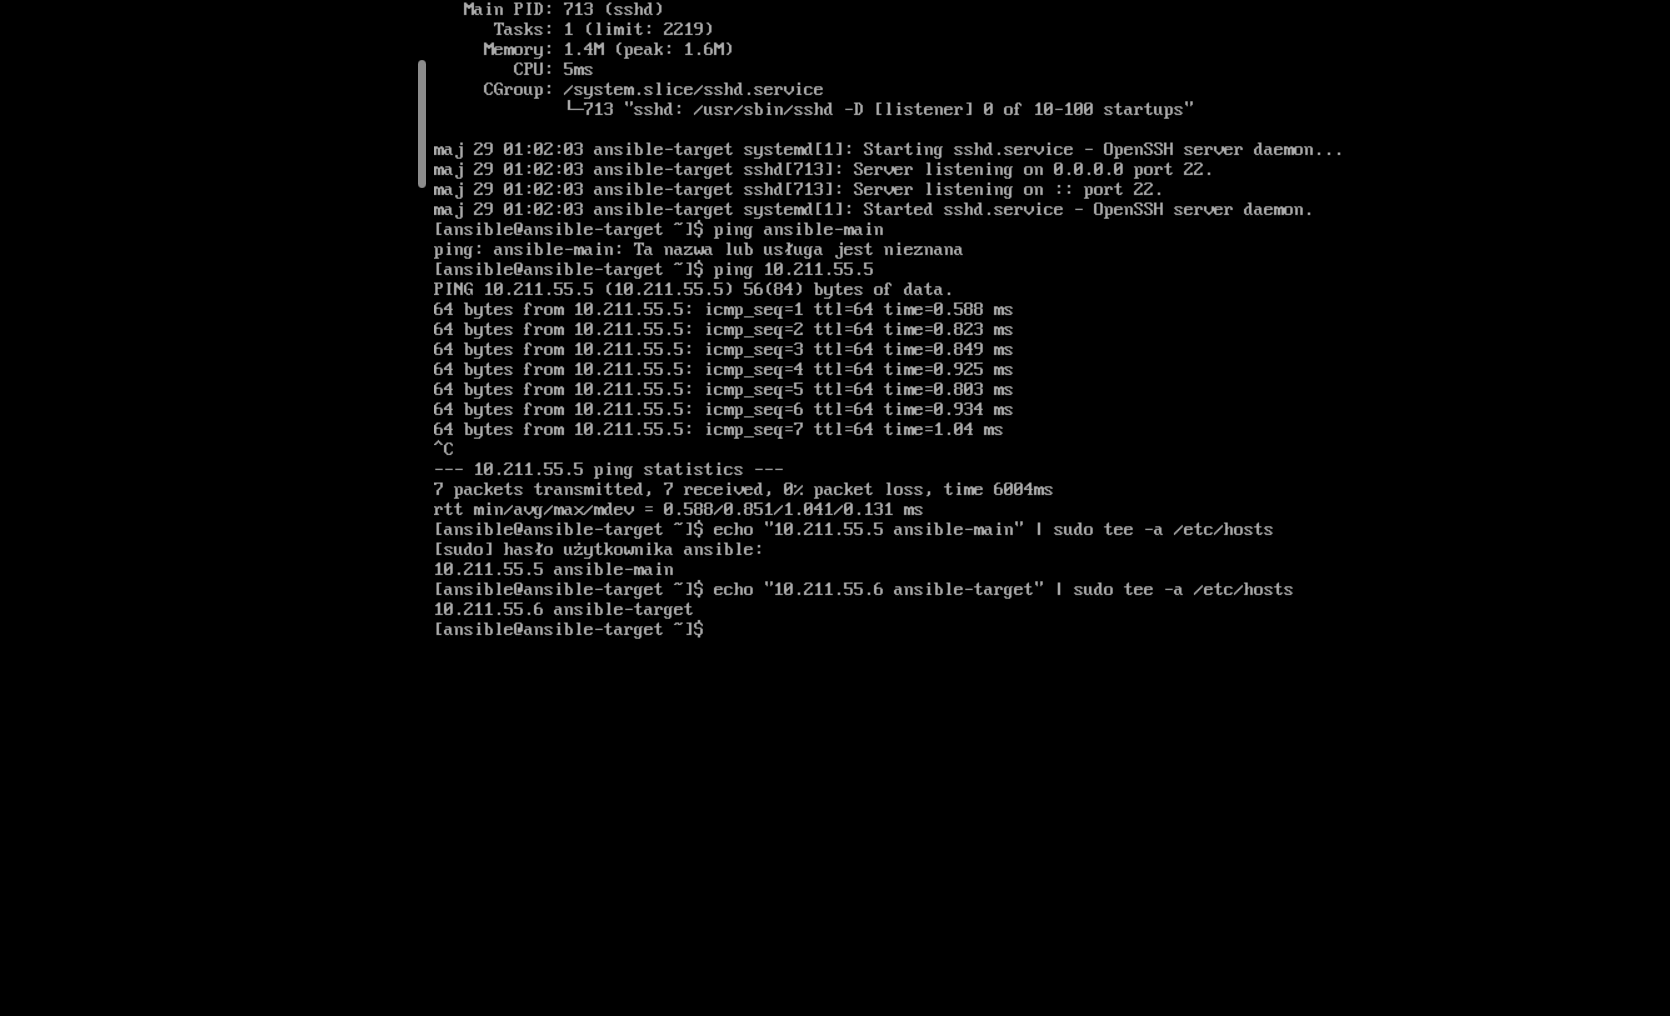 Main PID: 713 (sshd)
Tasks: 1 (limit: 2219)
Memory: 1.4M (peak: 1.6M)
CPU: 5ms
CGroup: /system.slice/sshd.service
└─713 "sshd: /usr/sbin/sshd -D [listener] 0 of 10-100 startups"
maj 29 01:02:03 ansible-target systemd[1]: Starting sshd.service - OpenSSH server daemon...
maj 29 01:02:03 ansible-target sshd[713]: Server listening on 0.0.0.0 port 22.
maj 29 01:02:03 ansible-target sshd[713]: Server listening on :: port 22.
maj 29 01:02:03 ansible-target systemd[1]: Started sshd.service - OpenSSH server daemon.
[ansible@ansible-target ~]$ ping ansible-main
ping: ansible-main: Ta nazwa lub usługa jest nieznana
[ansible@ansible-target ~]$ ping 10.211.55.5
PING 10.211.55.5 (10.211.55.5) 56(84) bytes of data.
64 bytes from 10.211.55.5: icmp_seq=1 ttl=64 time=0.588 ms
64 bytes from 10.211.55.5: icmp_seq=2 ttl=64 time=0.823 ms
64 bytes from 10.211.55.5: icmp_seq=3 ttl=64 time=0.849 ms
64 bytes from 10.211.55.5: icmp_seq=4 ttl=64 time=0.925 ms
64 bytes from 10.211.55.5: icmp_seq=5 ttl=64 time=0.803 ms
64 bytes from 10.211.55.5: icmp_seq=6 ttl=64 time=0.934 ms
64 bytes from 10.211.55.5: icmp_seq=7 ttl=64 time=1.04 ms
^C
--- 10.211.55.5 ping statistics ---
7 packets transmitted, 7 received, 0% packet loss, time 6004ms
rtt min/avg/max/mdev = 0.588/0.851/1.041/0.131 ms
[ansible@ansible-target ~]$ echo "10.211.55.5 ansible-main" | sudo tee -a /etc/hosts
[sudo] hasło użytkownika ansible:
10.211.55.5 ansible-main
[ansible@ansible-target ~]$ echo "10.211.55.6 ansible-target" | sudo tee -a /etc/hosts
10.211.55.6 ansible-target
[ansible@ansible-target ~]$